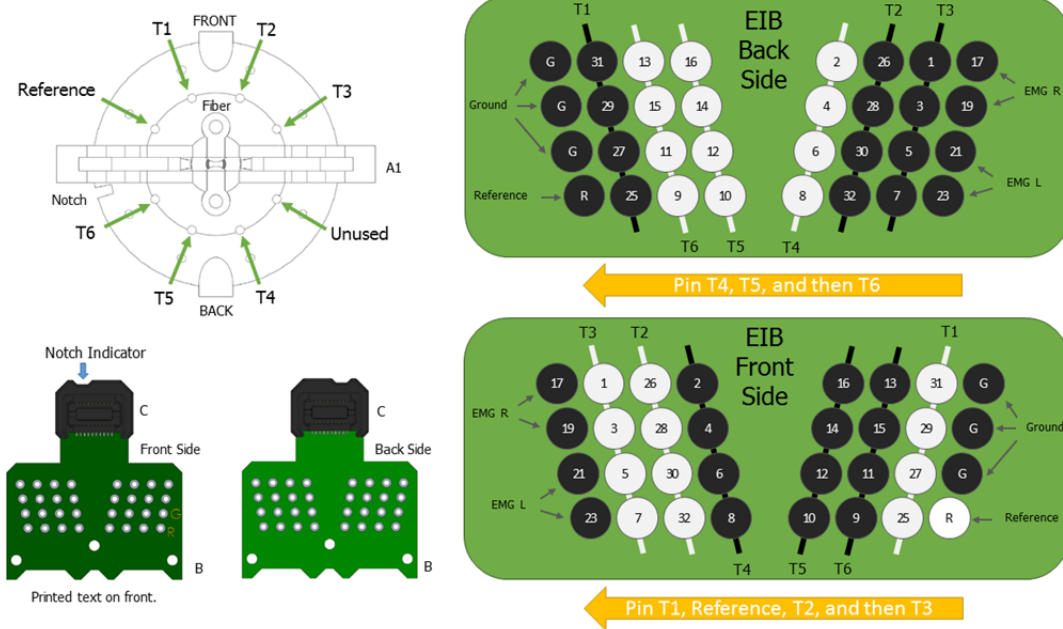 FRONT
T1
T2
Reference
Fiber
T3
A1
Notch
T6
Unused
T5
T4
BACK
Notch Indicator
C
Front Side
G
R
B
Printed text on front.
C
Back Side
B
T1
EIB
Back
Side
T2
T3
G 31 13 16 2 26 1 17
G 29 15 14 4 28 3 19
G 27 11 12 6 30 5 21
R 25 9 10 8 32 7 23
Ground
Reference
EMG R
EMG L
T6
T5
T4
Pin T4, T5, and then T6
T3
T2
EIB
Front
Side
T1
17 1 26 2 16 13 31 G
19 3 28 4 14 15 29 G
21 5 30 6 12 11 27 G
23 7 32 8 10 9 25 R
EMG R
EMG L
Ground
Reference
T4
T5
T6
Pin T1, Reference, T2, and then T3